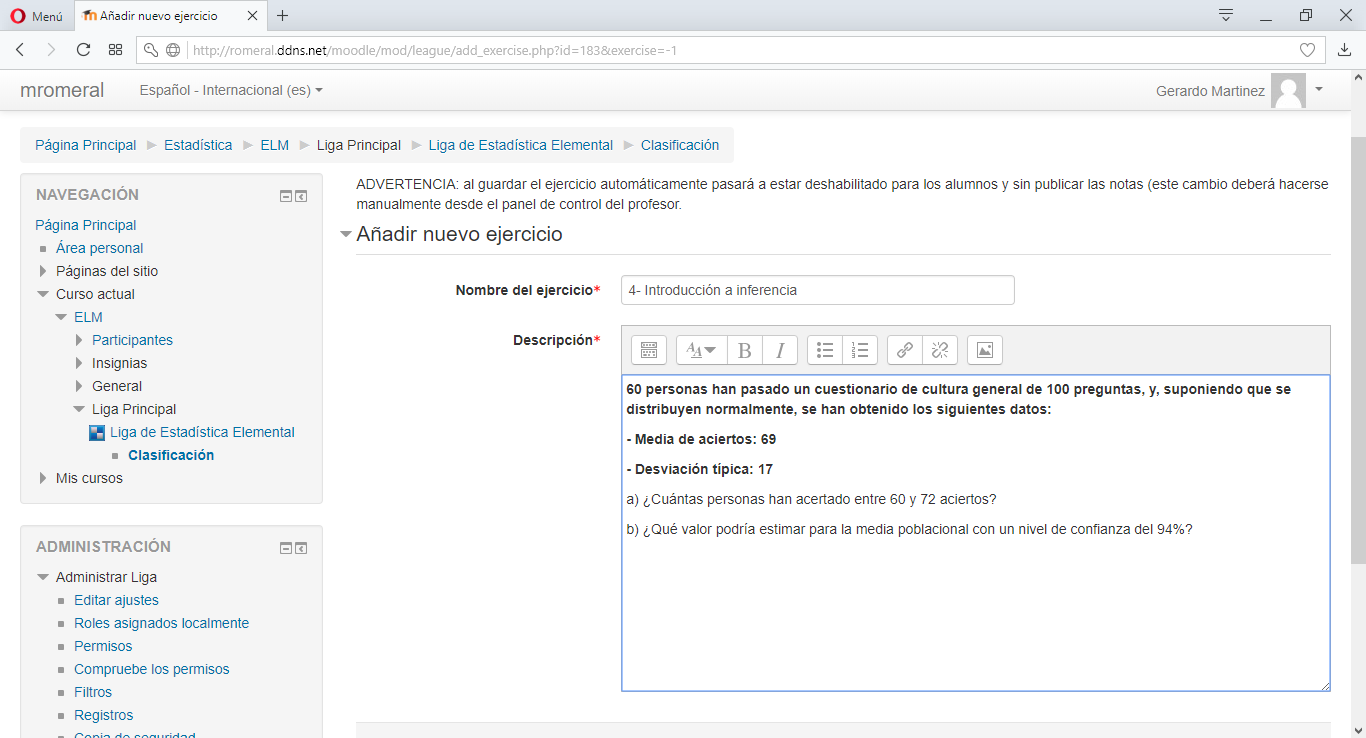 Menú
Añadir nuevo ejercicio
http://romeral.ddns.net/moodle/mod/league/add_exercise.php?id=183&exercise=-1
mromeral
Español - Internacional (es)
Gerardo Martinez
Página Principal
Estadística
ELM
Liga Principal
Liga de Estadística Elemental
Clasificación
NAVEGACIÓN
Página Principal
Área personal
Páginas del sitio
Curso actual
ELM
Participantes
Insignias
General
Liga Principal
Liga de Estadística Elemental
Clasificación
Mis cursos
ADMINISTRACIÓN
Administrar Liga
Editar ajustes
Roles asignados localmente
Permisos
Compruebe los permisos
Filtros
Registros
Copia de seguridad
ADVERTENCIA: al guardar el ejercicio automáticamente pasará a estar deshabilitado para los alumnos y sin publicar las notas (este cambio deberá hacerse
manualmente desde el panel de control del profesor.
Añadir nuevo ejercicio
Nombre del ejercicio*
4- Introducción a inferencia
Descripción*
60 personas han pasado un cuestionario de cultura general de 100 preguntas, y, suponiendo que se
distribuyen normalmente, se han obtenido los siguientes datos:
- Media de aciertos: 69
- Desviación típica: 17
a) ¿Cuántas personas han acertado entre 60 y 72 aciertos?
b) ¿Qué valor podría estimar para la media poblacional con un nivel de confianza del 94%?